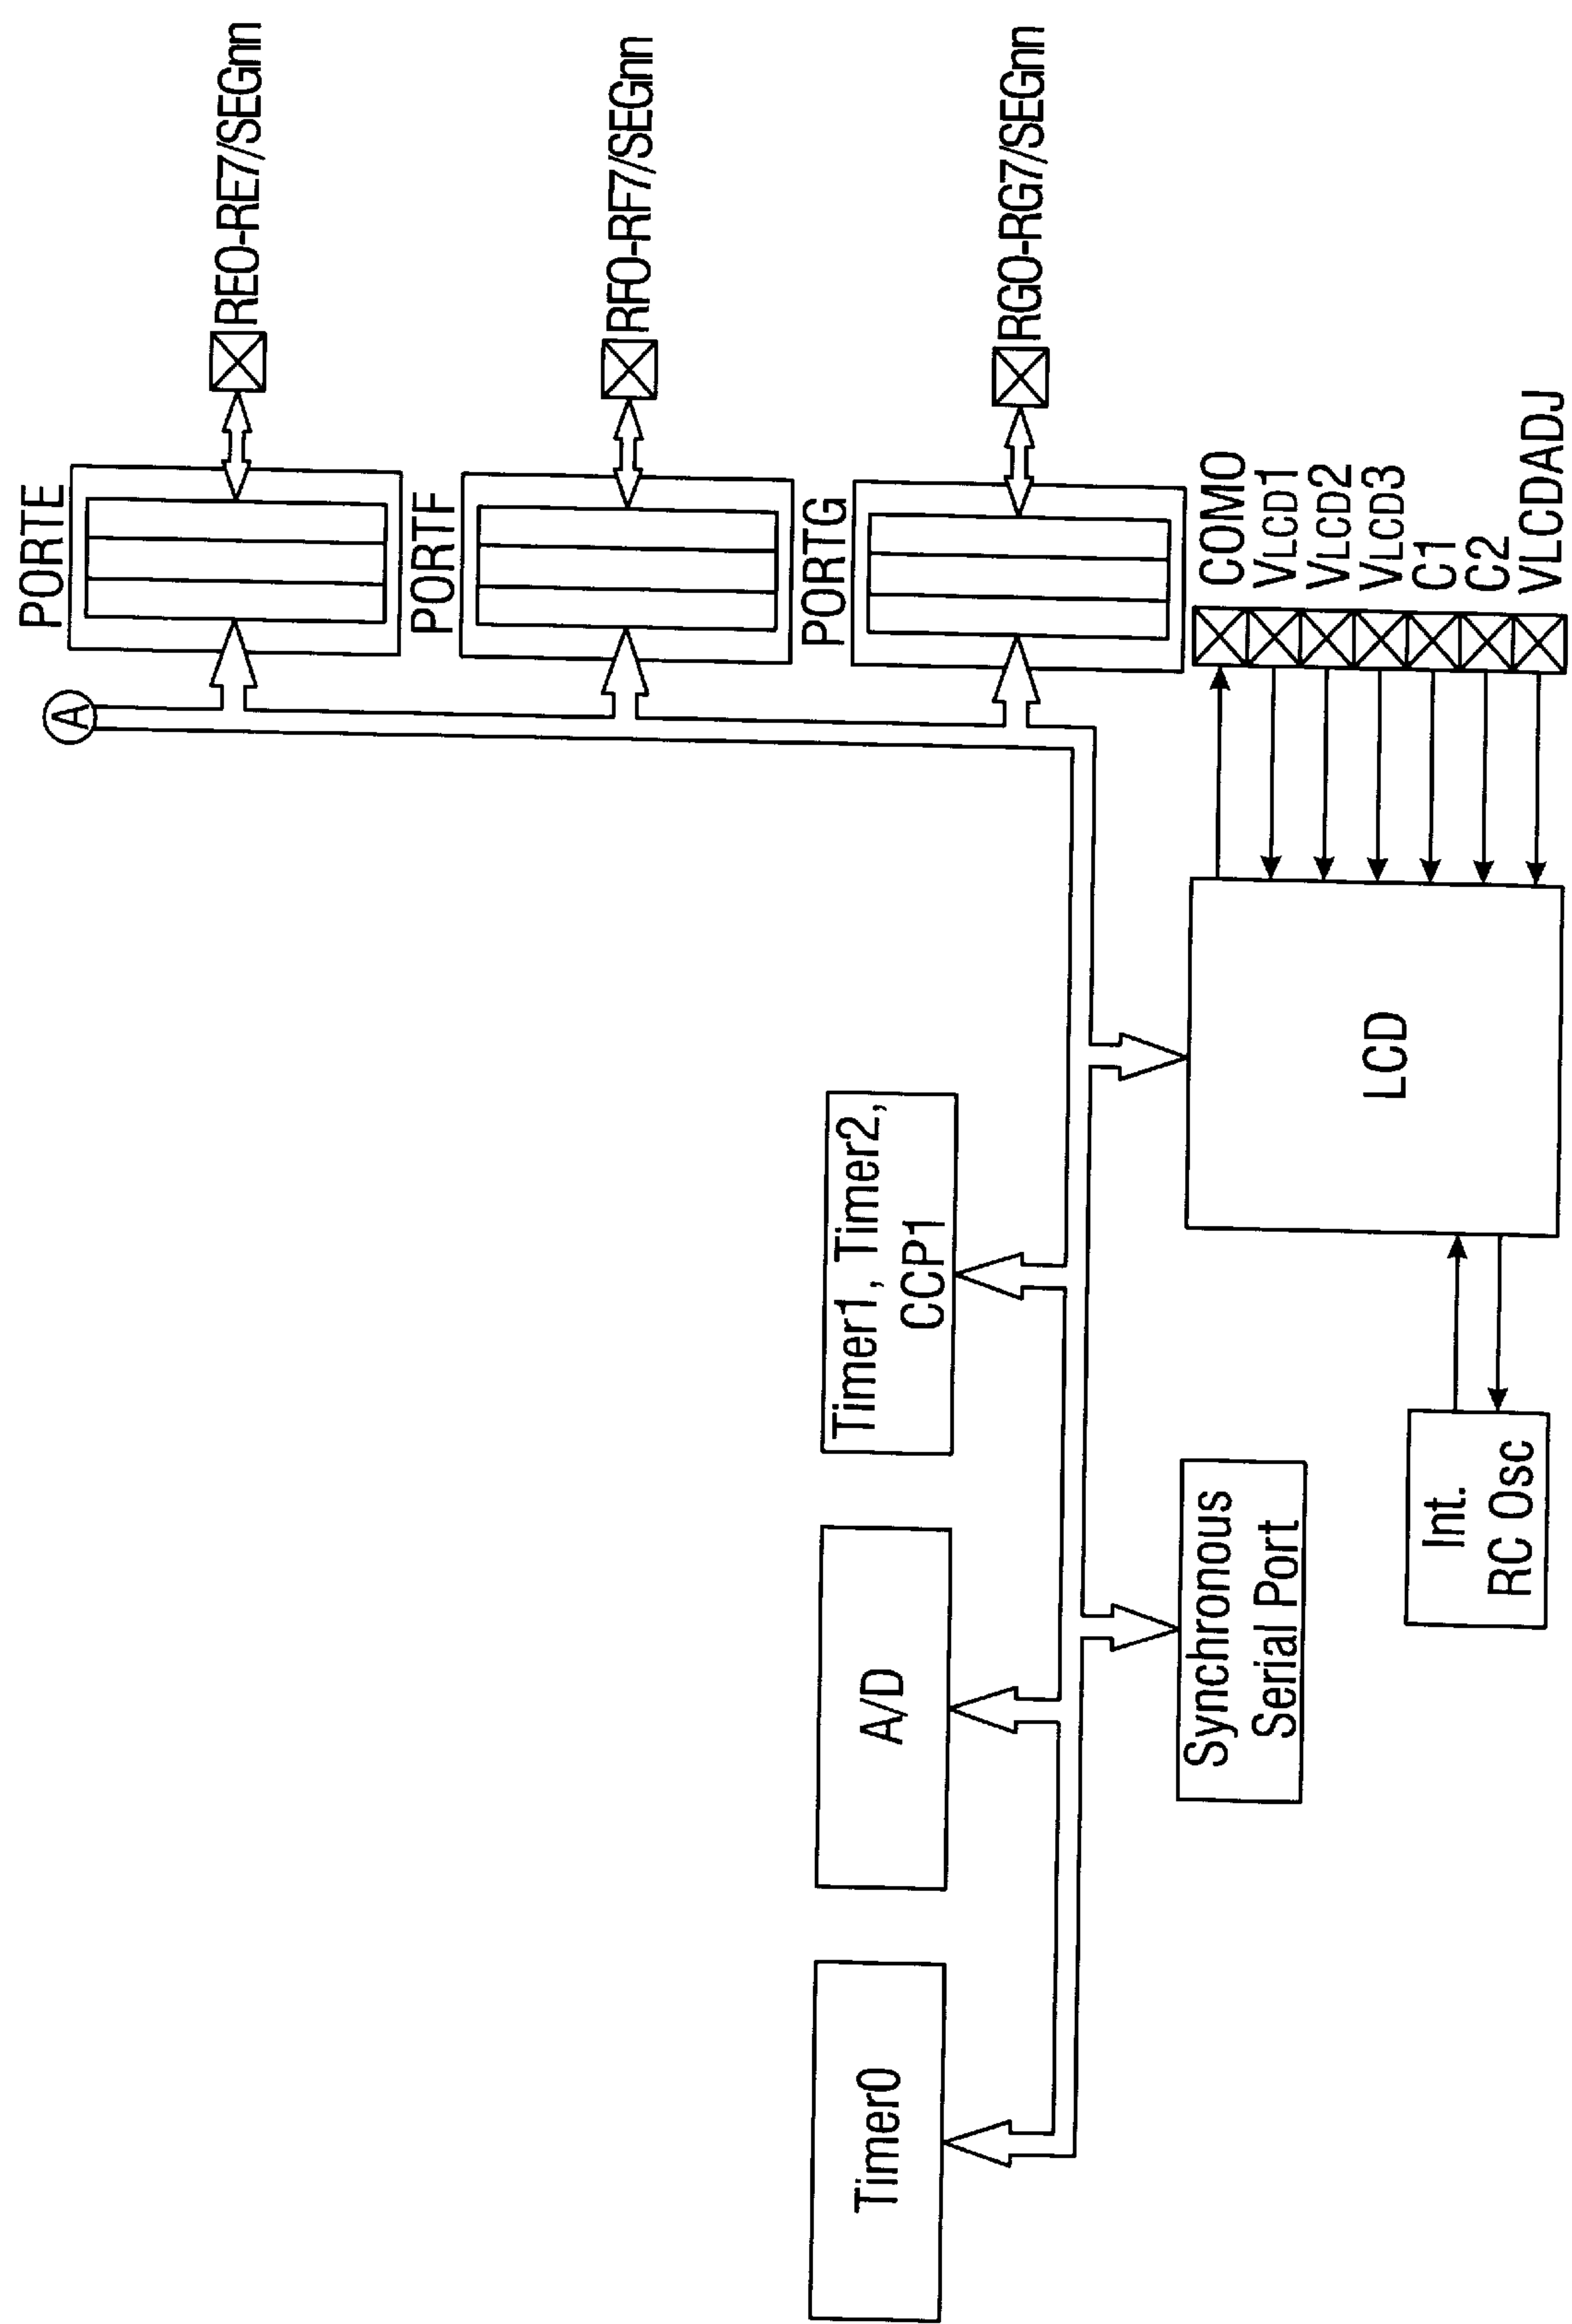 A
PORTE
RE0-RE7/SEGnn
PORTF
RF0-RF7/SEGnn
PORTG
RG0-RG7/SEGnn
Timer0
A/D
Timer1, Timer2,
CCP1
Synchronous
Serial Port
LCD
Int.
RC Osc
COM0
VLCD1
VLCD2
VLCD3
C1
C2
VLCDADJ